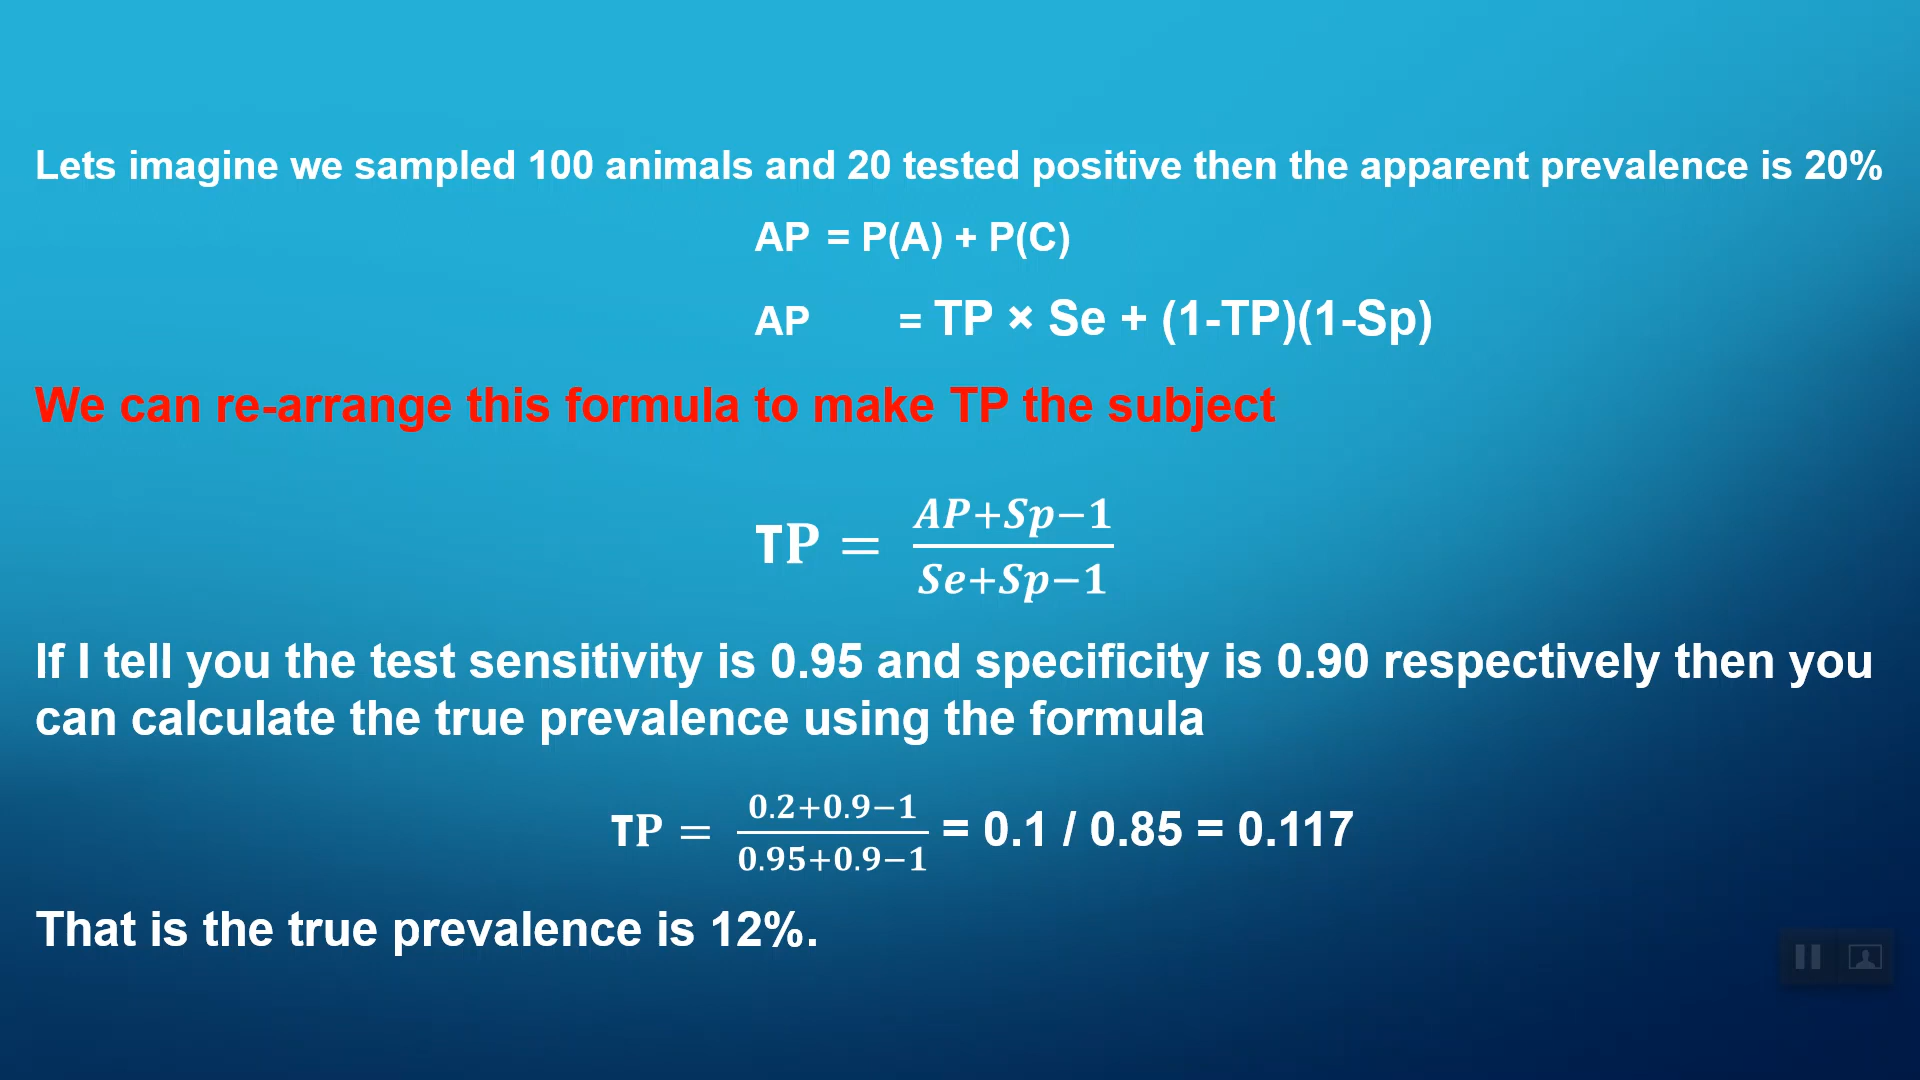 Lets imagine we sampled 100 animals and 20 tested positive then the apparent prevalence is 20%
AP = P(A) + P(C)
AP = TP × Se + (1-TP)(1-Sp)
We can re-arrange this formula to make TP the subject
TP = \frac{AP+Sp−1}{Se+Sp−1}
If I tell you the test sensitivity is 0.95 and specificity is 0.90 respectively then you
can calculate the true prevalence using the formula
TP = \frac{0.2+0.9−1}{0.95+0.9−1} = 0.1 / 0.85 = 0.117
That is the true prevalence is 12%.